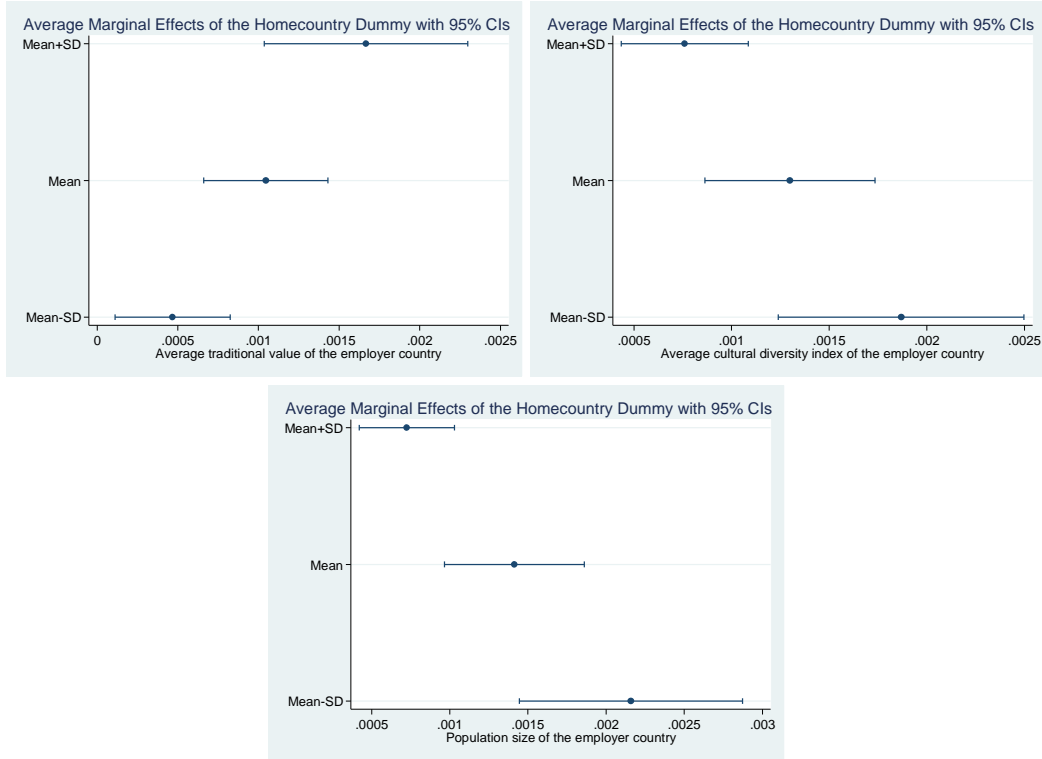 Average Marginal Effects of the Homecountry Dummy with 95% CIs
Mean+SD
Mean
Mean-SD
0 .0005 .001 .0015 .002 .0025
Average traditional value of the employer country
Average Marginal Effects of the Homecountry Dummy with 95% CIs
Mean+SD
Mean
Mean-SD
.0005 .001 .0015 .002 .0025
Average cultural diversity index of the employer country
Average Marginal Effects of the Homecountry Dummy with 95% CIs
Mean+SD
Mean
Mean-SD
.0005 .001 .0015 .002 .0025 .003
Population size of the employer country